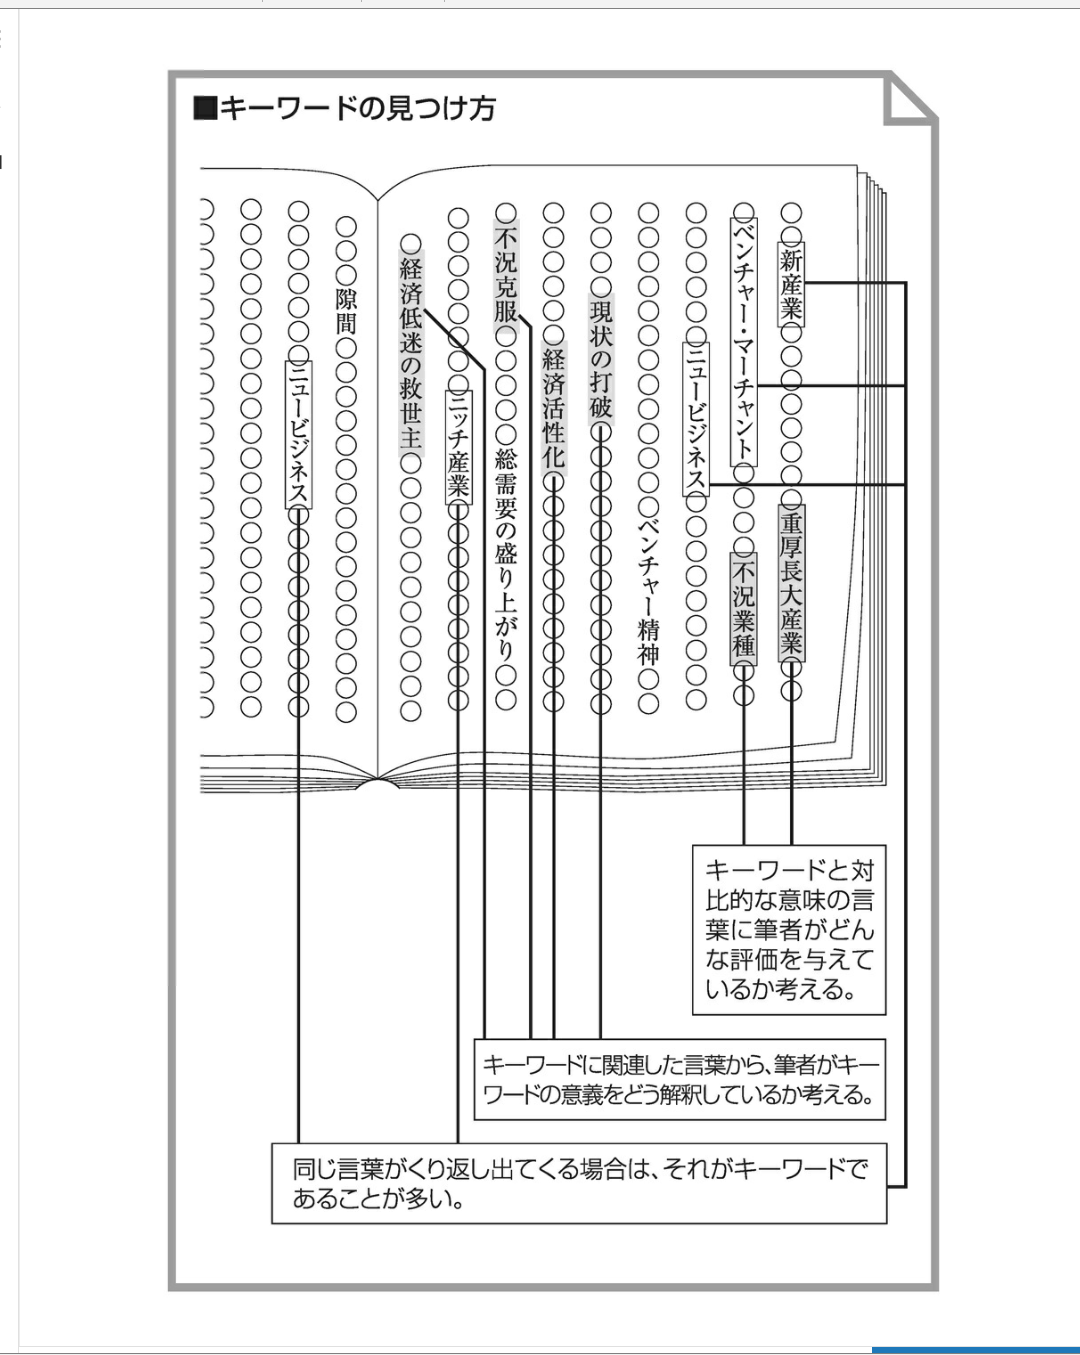 ■キーワードの見つけ方
新産業 重厚長大産業
ベンチャー・マーチャント 不況業種
ニュービジネス
ベンチャー精神
現状の打破
経済活性化
不況克服 総需要の盛り上がり
ニッチ産業
経済低迷の救世主
隙間
ニュービジネス
キーワードと対
比的な意味の言
葉に筆者がどん
な評価を与えて
いるか考える。
キーワードに関連した言葉から、筆者がキー
ワードの意義をどう解釈しているか考える。
同じ言葉がくり返し出てくる場合は、それがキーワードで
あることが多い。